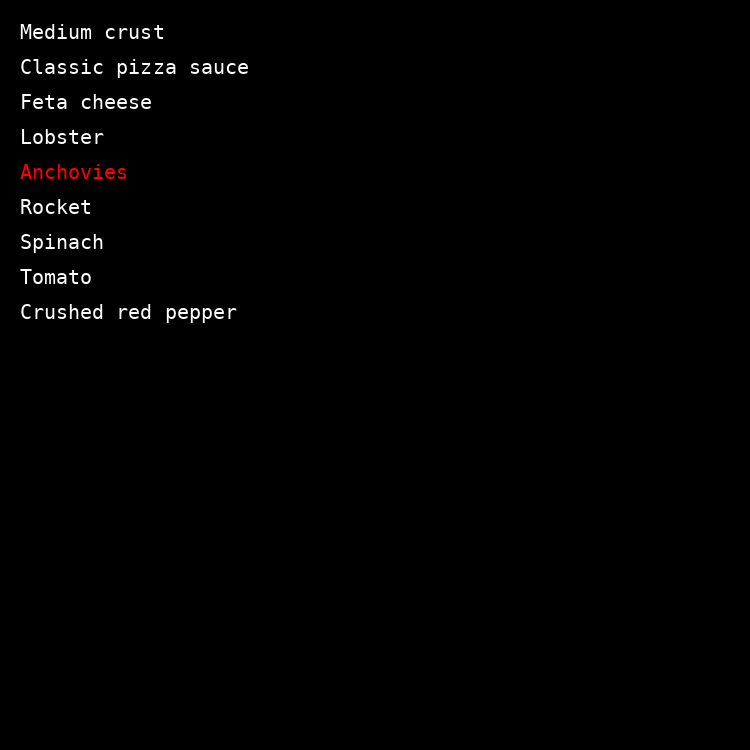 Medium crust
Classic pizza sauce
Feta cheese
Lobster
Anchovies
Rocket
Spinach
Tomato
Crushed red pepper